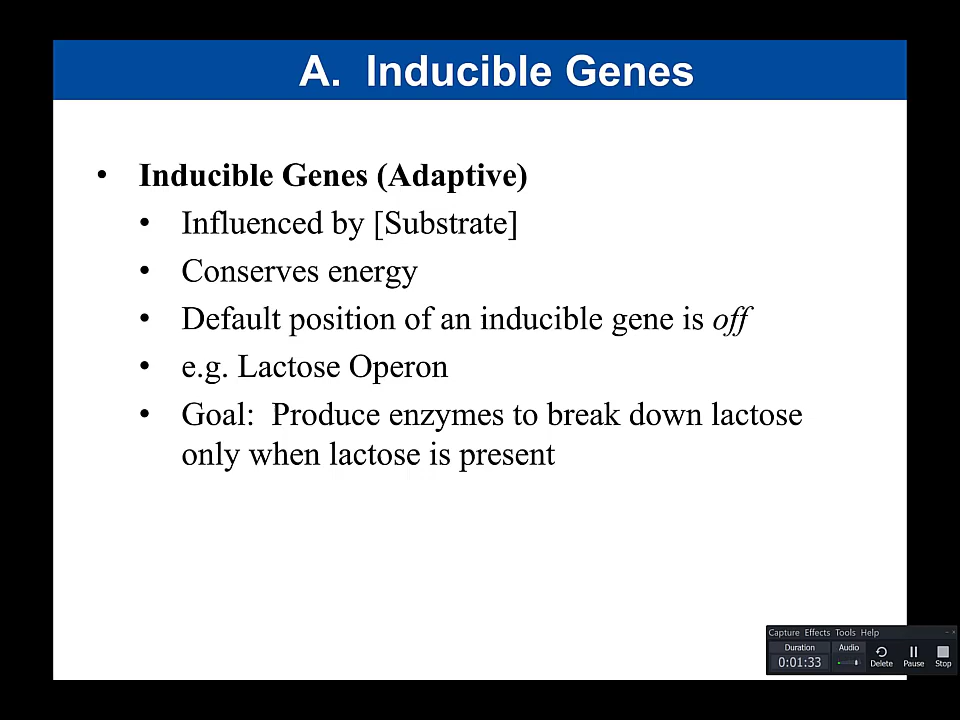 A. Inducible Genes
• Inducible Genes (Adaptive)
• Influenced by [Substrate]
• Conserves energy
• Default position of an inducible gene is off
• e.g. Lactose Operon
• Goal: Produce enzymes to break down lactose
only when lactose is present
Capture Effects Tools Help
Duration Audio
0:01:33 Delete Pause Stop